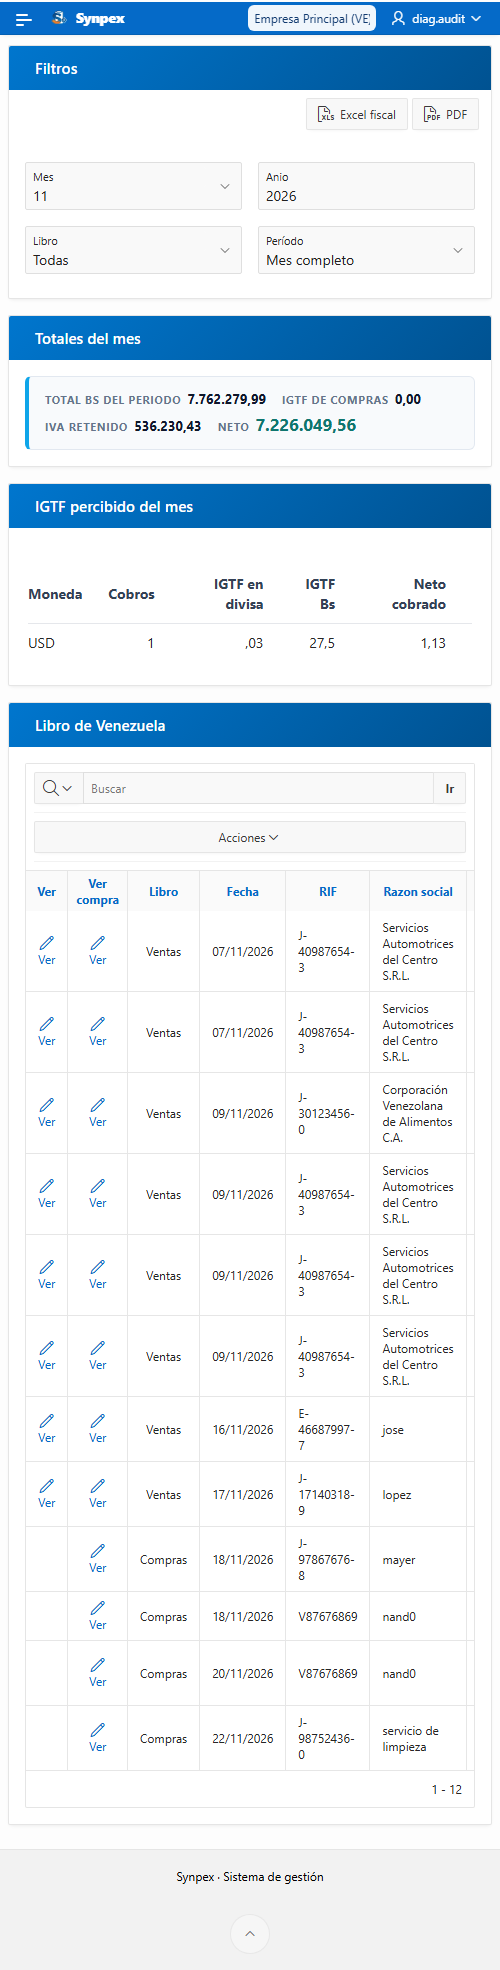 Synpex
Empresa Principal (VE)
diag.audit
Filtros
Excel fiscal
PDF
Mes
11
Anio
2026
Libro
Todas
Período
Mes completo
Totales del mes
TOTAL BS DEL PERIODO 7.762.279,99 IGTF DE COMPRAS 0,00
IVA RETENIDO 536.230,43 NETO 7.226.049,56
IGTF percibido del mes
Moneda Cobros IGTF en divisa IGTF Bs Neto cobrado
USD 1 ,03 27,5 1,13
Libro de Venezuela
Buscar
Ir
Acciones
Ver Ver compra Libro Fecha RIF Razon social
Ver Ver Ventas 07/11/2026 J-40987654-3 Servicios Automotrices del Centro S.R.L.
Ver Ver Ventas 07/11/2026 J-40987654-3 Servicios Automotrices del Centro S.R.L.
Ver Ver Ventas 09/11/2026 J-30123456-0 Corporación Venezolana de Alimentos C.A.
Ver Ver Ventas 09/11/2026 J-40987654-3 Servicios Automotrices del Centro S.R.L.
Ver Ver Ventas 09/11/2026 J-40987654-3 Servicios Automotrices del Centro S.R.L.
Ver Ver Ventas 09/11/2026 J-40987654-3 Servicios Automotrices del Centro S.R.L.
Ver Ver Ventas 16/11/2026 E-46687997-7 jose
Ver Ver Ventas 17/11/2026 J-17140318-9 lopez
Ver Compras 18/11/2026 J-97867676-8 mayer
Ver Compras 18/11/2026 V87676869 nand0
Ver Compras 20/11/2026 V87676869 nand0
Ver Compras 22/11/2026 J-98752436-0 servicio de limpieza
1 - 12
Synpex · Sistema de gestión